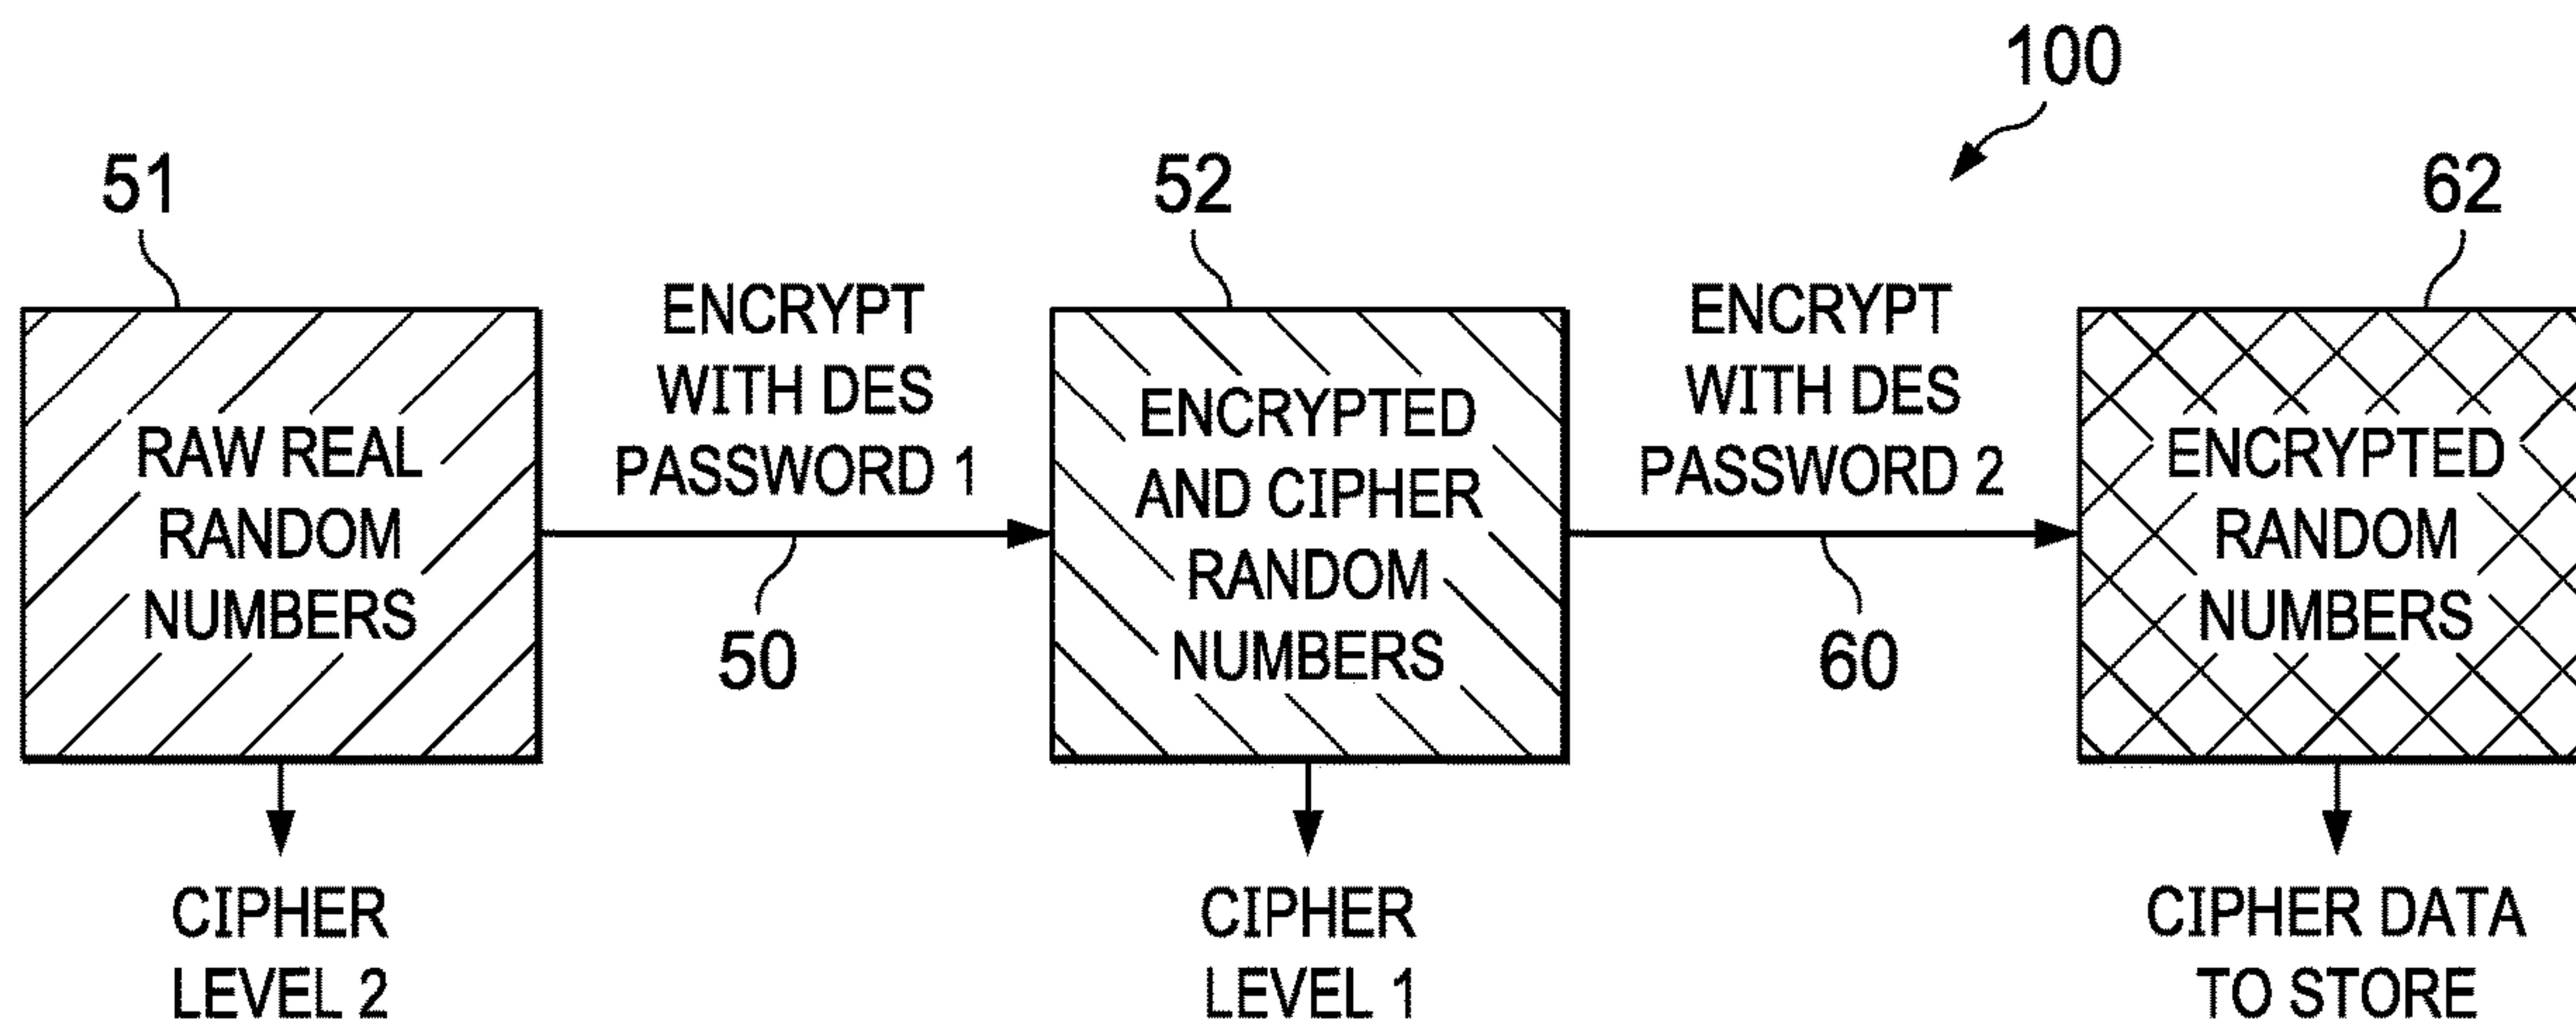 100
51
52
62
RAW REAL
RANDOM
NUMBERS
ENCRYPT
WITH DES
PASSWORD 1
50
ENCRYPTED
AND CIPHER
RANDOM
NUMBERS
ENCRYPT
WITH DES
PASSWORD 2
60
ENCRYPTED
RANDOM
NUMBERS
CIPHER
LEVEL 2
CIPHER
LEVEL 1
CIPHER DATA
TO STORE